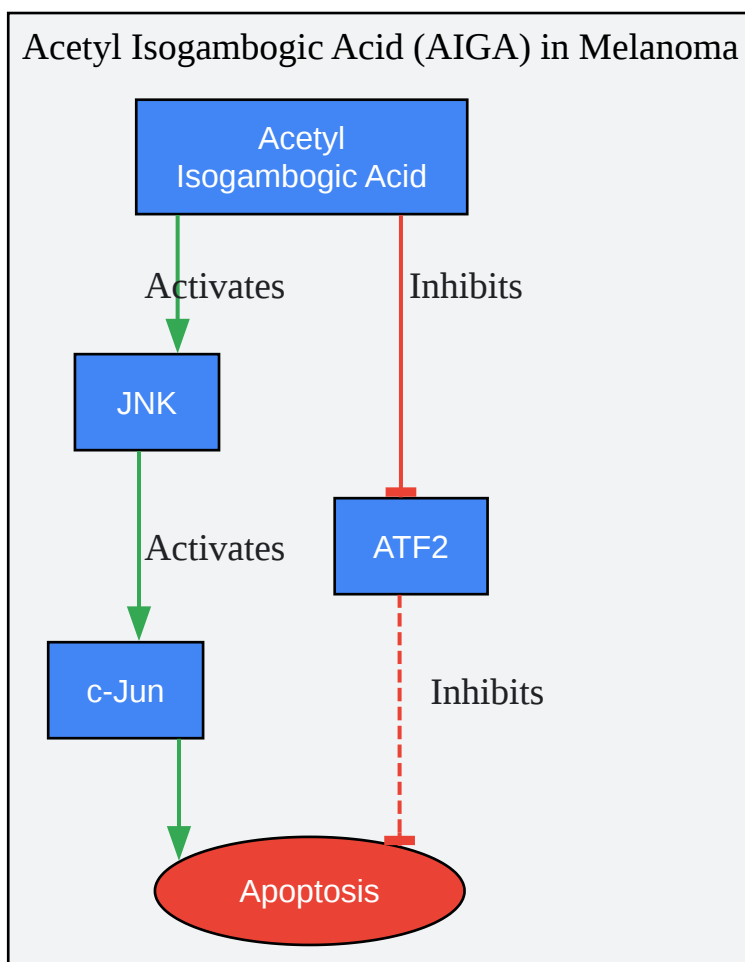 Acetyl Isogambogic Acid (AIGA) in Melanoma
Acetyl
Isogambogic Acid
Activates
Inhibits
JNK
Activates
ATF2
c-Jun
Inhibits
Apoptosis